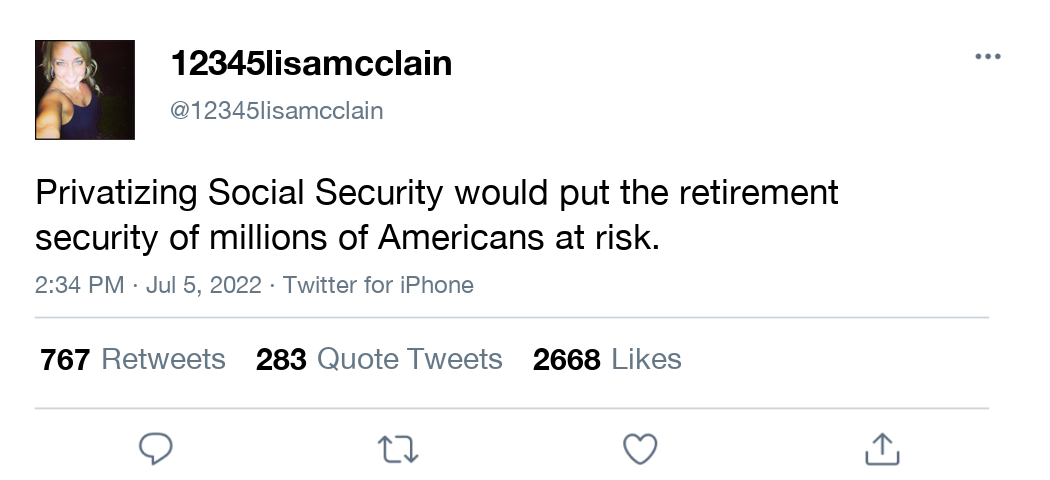 12345lisamcclain
@12345lisamcclain
Privatizing Social Security would put the retirement
security of millions of Americans at risk.
2:34 PM · Jul 5, 2022 · Twitter for iPhone
767 Retweets 283 Quote Tweets 2668 Likes